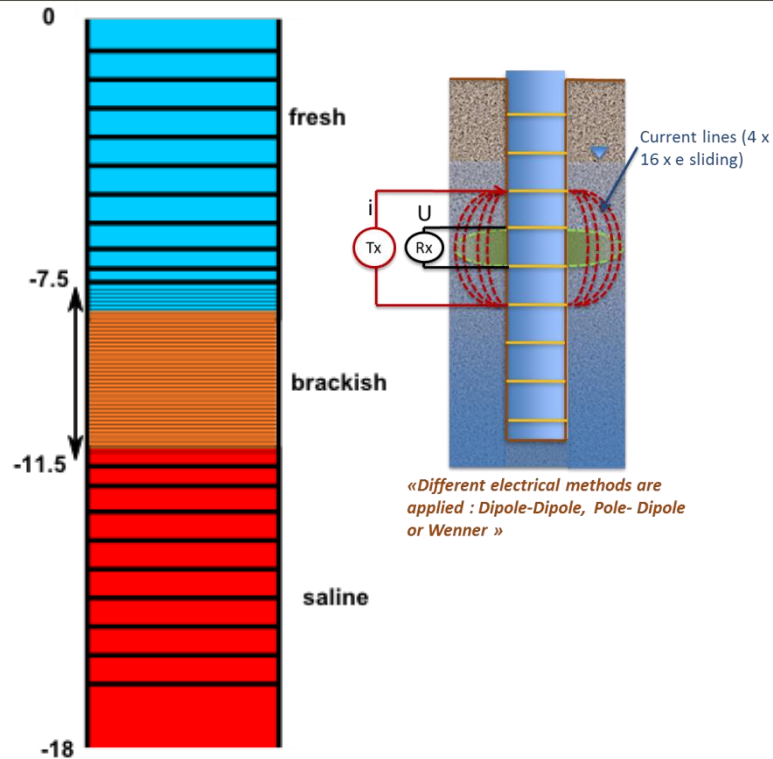 0
fresh
-7.5
brackish
-11.5
saline
-18
Current lines (4 x
16 x e sliding)
i
U
Tx
Rx
«Different electrical methods are
applied : Dipole-Dipole, Pole- Dipole
or Wenner »